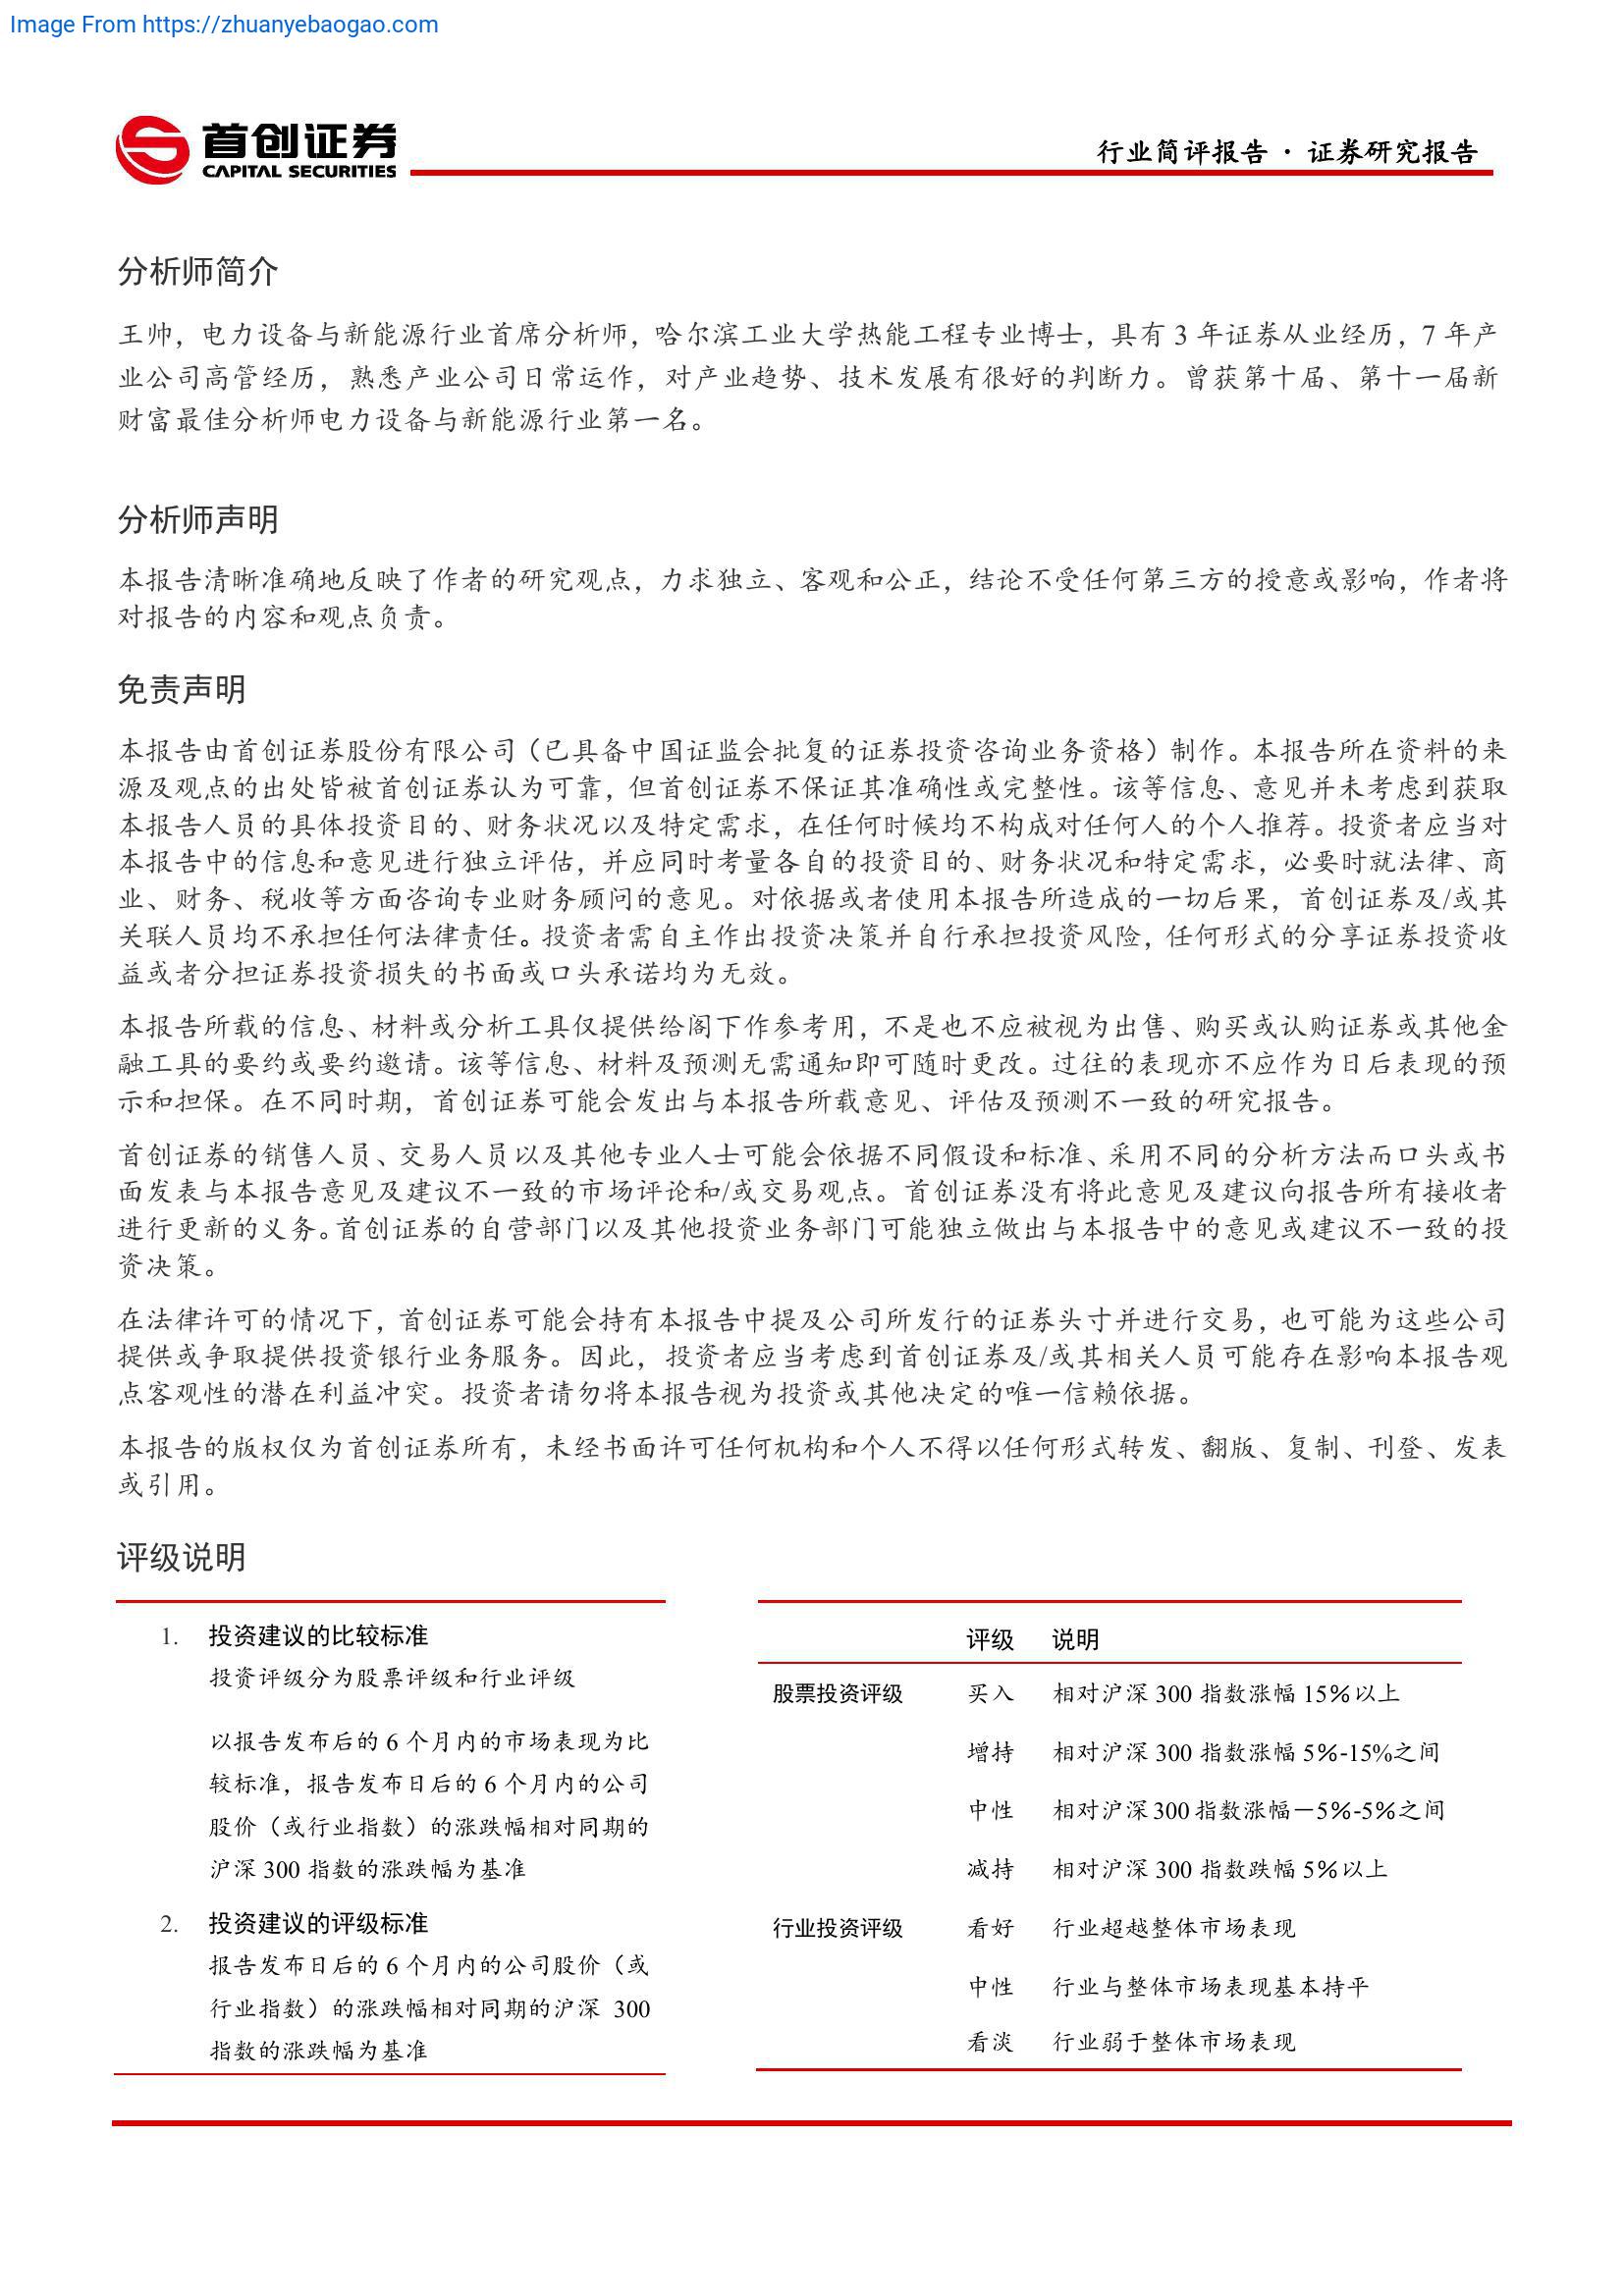 Image From https://zhuanyebaogao.com
首创证券
CAPITAL SECURITIES
行业简评报告 · 证券研究报告
分析师简介
王帅，电力设备与新能源行业首席分析师，哈尔滨工业大学热能工程专业博士，具有 3 年证券从业经历，7 年产
业公司高管经历，熟悉产业公司日常运作，对产业趋势、技术发展有很好的判断力。曾获第十届、第十一届新
财富最佳分析师电力设备与新能源行业第一名。
分析师声明
本报告清晰准确地反映了作者的研究观点，力求独立、客观和公正，结论不受任何第三方的授意或影响，作者将
对报告的内容和观点负责。
免责声明
本报告由首创证券股份有限公司（已具备中国证监会批复的证券投资咨询业务资格）制作。本报告所在资料的来
源及观点的出处皆被首创证券认为可靠，但首创证券不保证其准确性或完整性。该等信息、意见并未考虑到获取
本报告人员的具体投资目的、财务状况以及特定需求，在任何时候均不构成对任何人的个人推荐。投资者应当对
本报告中的信息和意见进行独立评估，并应同时考量各自的投资目的、财务状况和特定需求，必要时就法律、商
业、财务、税收等方面咨询专业财务顾问的意见。对依据或者使用本报告所造成的一切后果，首创证券及/或其
关联人员均不承担任何法律责任。投资者需自主作出投资决策并自行承担投资风险，任何形式的分享证券投资收
益或者分担证券投资损失的书面或口头承诺均为无效。
本报告所载的信息、材料或分析工具仅提供给阁下作参考用，不是也不应被视为出售、购买或认购证券或其他金
融工具的要约或要约邀请。该等信息、材料及预测无需通知即可随时更改。过往的表现亦不应作为日后表现的预
示和担保。在不同时期，首创证券可能会发出与本报告所载意见、评估及预测不一致的研究报告。
首创证券的销售人员、交易人员以及其他专业人士可能会依据不同假设和标准、采用不同的分析方法而口头或书
面发表与本报告意见及建议不一致的市场评论和/或交易观点。首创证券没有将此意见及建议向报告所有接收者
进行更新的义务。首创证券的自营部门以及其他投资业务部门可能独立做出与本报告中的意见或建议不一致的投
资决策。
在法律许可的情况下，首创证券可能会持有本报告中提及公司所发行的证券头寸并进行交易，也可能为这些公司
提供或争取提供投资银行业务服务。因此，投资者应当考虑到首创证券及/或其相关人员可能存在影响本报告观
点客观性的潜在利益冲突。投资者请勿将本报告视为投资或其他决定的唯一信赖依据。
本报告的版权仅为首创证券所有，未经书面许可任何机构和个人不得以任何形式转发、翻版、复制、刊登、发表
或引用。
评级说明
1. 投资建议的比较标准
投资评级分为股票评级和行业评级
以报告发布后的 6 个月内的市场表现为比
较标准，报告发布日后的 6 个月内的公司
股价（或行业指数）的涨跌幅相对同期的
沪深 300 指数的涨跌幅为基准
2. 投资建议的评级标准
报告发布日后的 6 个月内的公司股价（或
行业指数）的涨跌幅相对同期的沪深 300
指数的涨跌幅为基准
评级 说明
股票投资评级 买入 相对沪深 300 指数涨幅 15％以上
增持 相对沪深 300 指数涨幅 5％-15％之间
中性 相对沪深 300 指数涨幅－5％-5％之间
减持 相对沪深 300 指数跌幅 5％以上
行业投资评级 看好 行业超越整体市场表现
中性 行业与整体市场表现基本持平
看淡 行业弱于整体市场表现